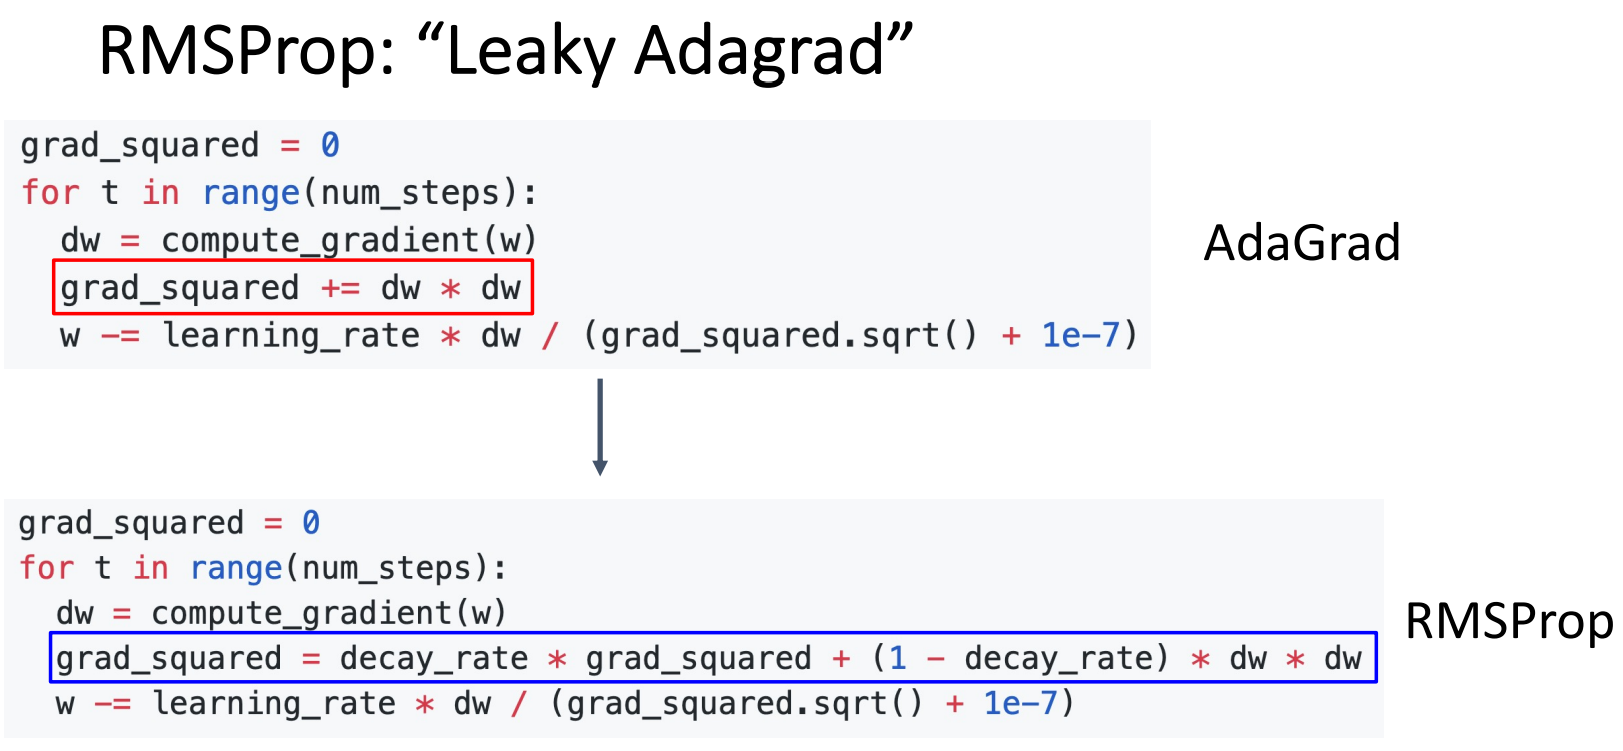 RMSProp: “Leaky Adagrad”
grad_squared = 0
for t in range(num_steps):
  dw = compute_gradient(w)
  grad_squared += dw * dw
  w -= learning_rate * dw / (grad_squared.sqrt() + 1e-7)
AdaGrad
grad_squared = 0
for t in range(num_steps):
  dw = compute_gradient(w)
  grad_squared = decay_rate * grad_squared + (1 - decay_rate) * dw * dw
  w -= learning_rate * dw / (grad_squared.sqrt() + 1e-7)
RMSProp